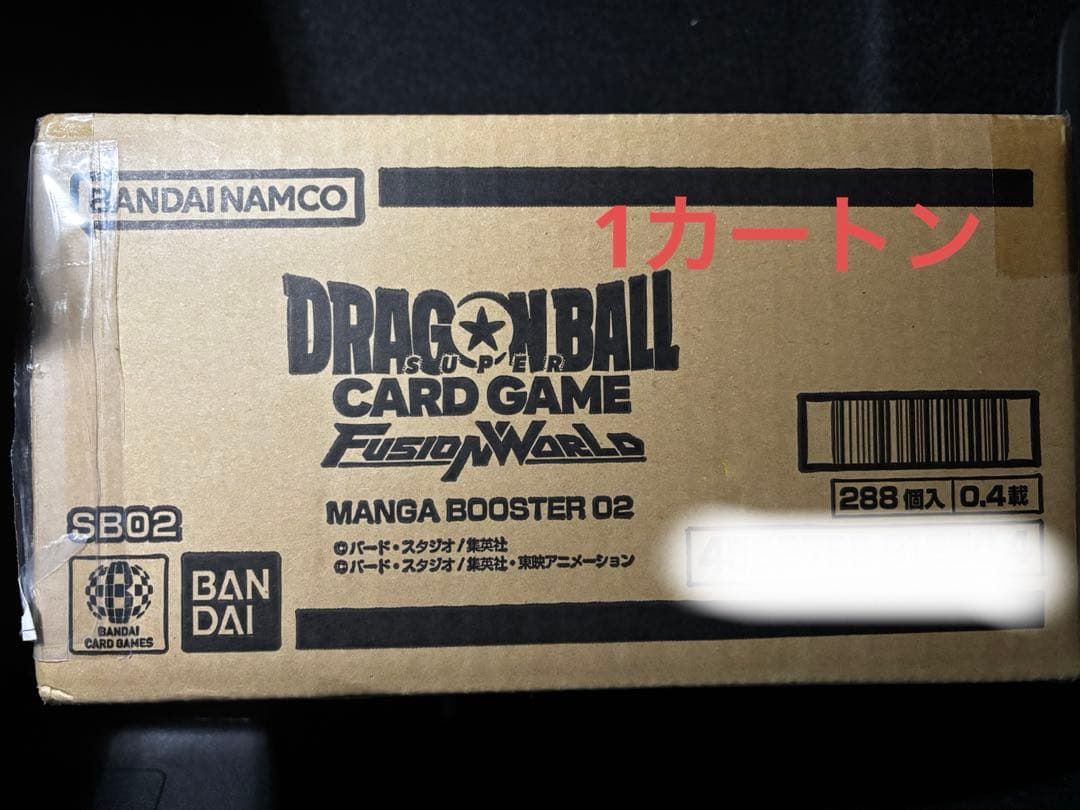 BANDAI NAMCO
1カートン
DRAGON BALL
SUPER
CARD GAME
FUSION WORLD
MANGA BOOSTER 02
288個入 0.4載
SB02
©バード・スタジオ/集英社
©バード・スタジオ/集英社・東映アニメーション
BANDAI
CARD GAMES
BAN
DAI